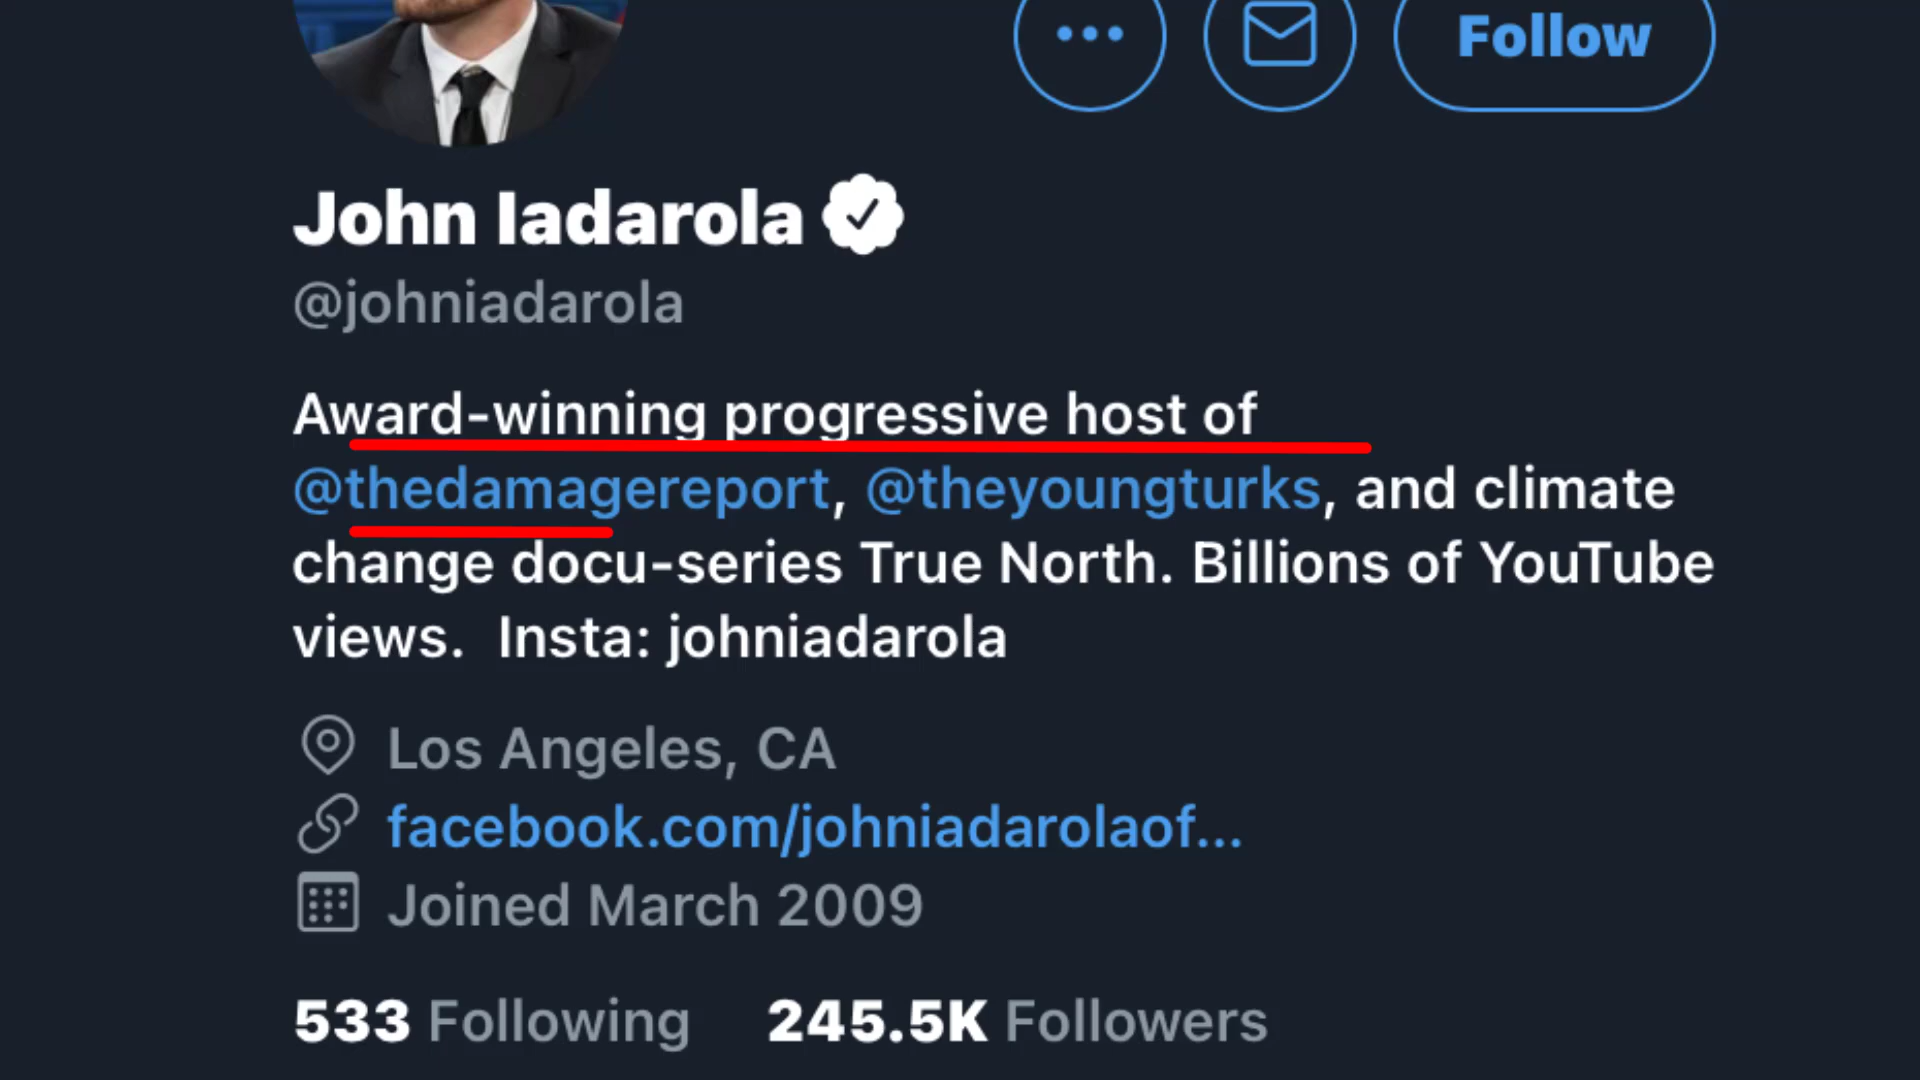 Follow
John Iadarola
@johniadarola
Award-winning progressive host of
@thedamagereport, @theyoungturks, and climate
change docu-series True North. Billions of YouTube
views. Insta: johniadarola
Los Angeles, CA
facebook.com/johniadarolaof...
Joined March 2009
533 Following 245.5K Followers